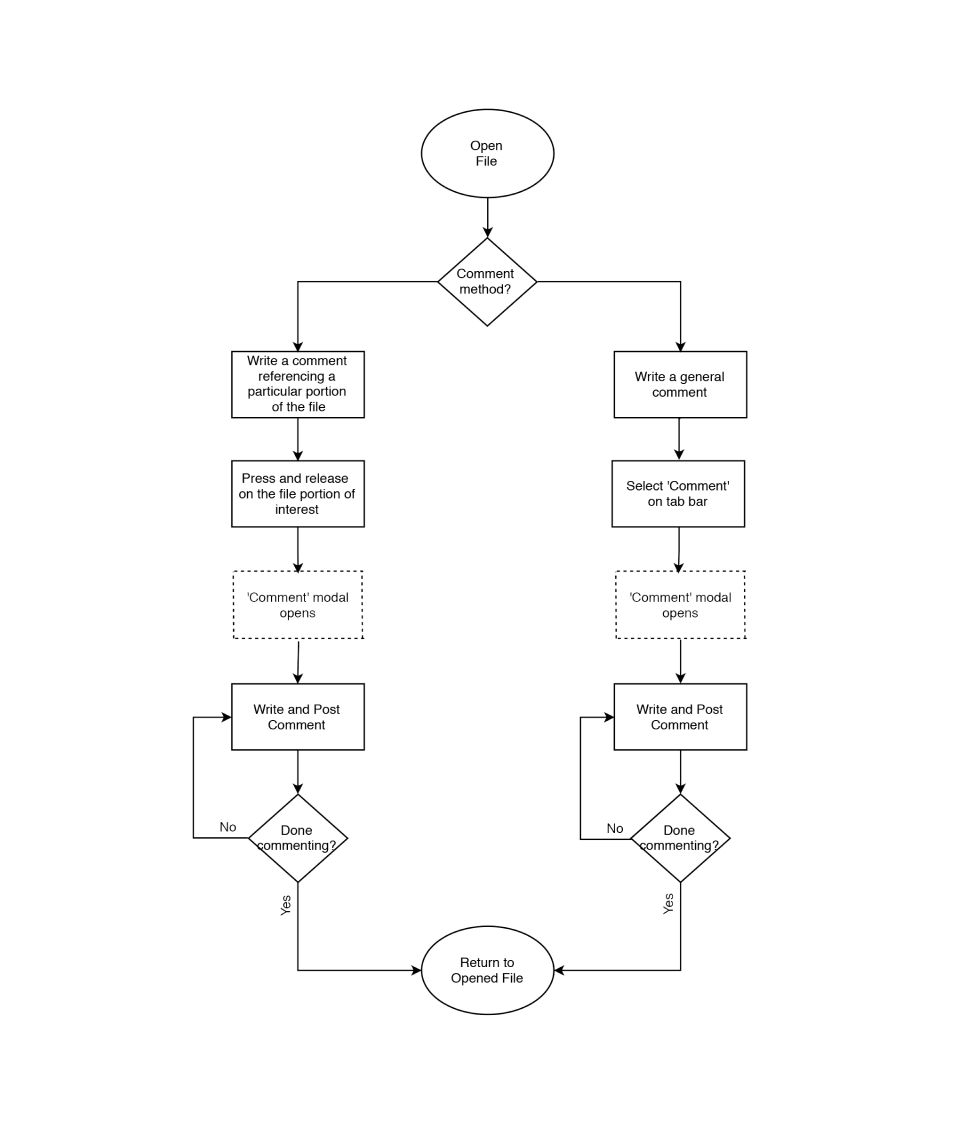 Open
File
Comment
method?
Write a comment
referencing a
particular portion
of the file
Write a general
comment
Press and release
on the file portion of
interest
Select 'Comment'
on tab bar
'Comment' modal
opens
'Comment' modal
opens
Write and Post
Comment
Write and Post
Comment
No
Done
commenting?
No
Done
commenting?
Yes
Yes
Return to
Opened File